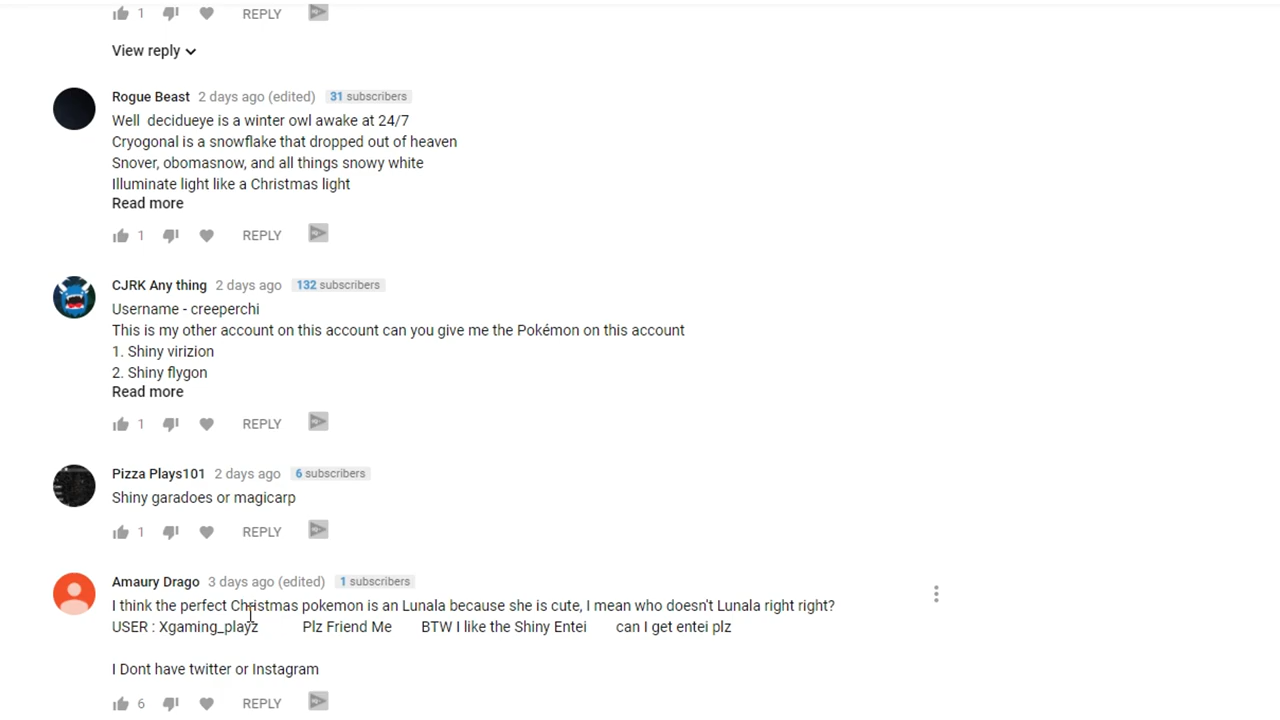 1 REPLY
View reply
Rogue Beast 2 days ago (edited) 31 subscribers
Well decidueye is a winter owl awake at 24/7
Cryogonal is a snowflake that dropped out of heaven
Snover, obomasnow, and all things snowy white
Illuminate light like a Christmas light
Read more
1 REPLY
CJRK Any thing 2 days ago 132 subscribers
Username - creeperchi
This is my other account on this account can you give me the Pokémon on this account
1. Shiny virizion
2. Shiny flygon
Read more
1 REPLY
Pizza Plays101 2 days ago 6 subscribers
Shiny garadoes or magicarp
1 REPLY
Amaury Drago 3 days ago (edited) 1 subscribers
I think the perfect Christmas pokemon is an Lunala because she is cute, I mean who doesn't Lunala right right?
USER : Xgaming_playz Plz Friend Me BTW I like the Shiny Entei can I get entei plz
I Dont have twitter or Instagram
6 REPLY